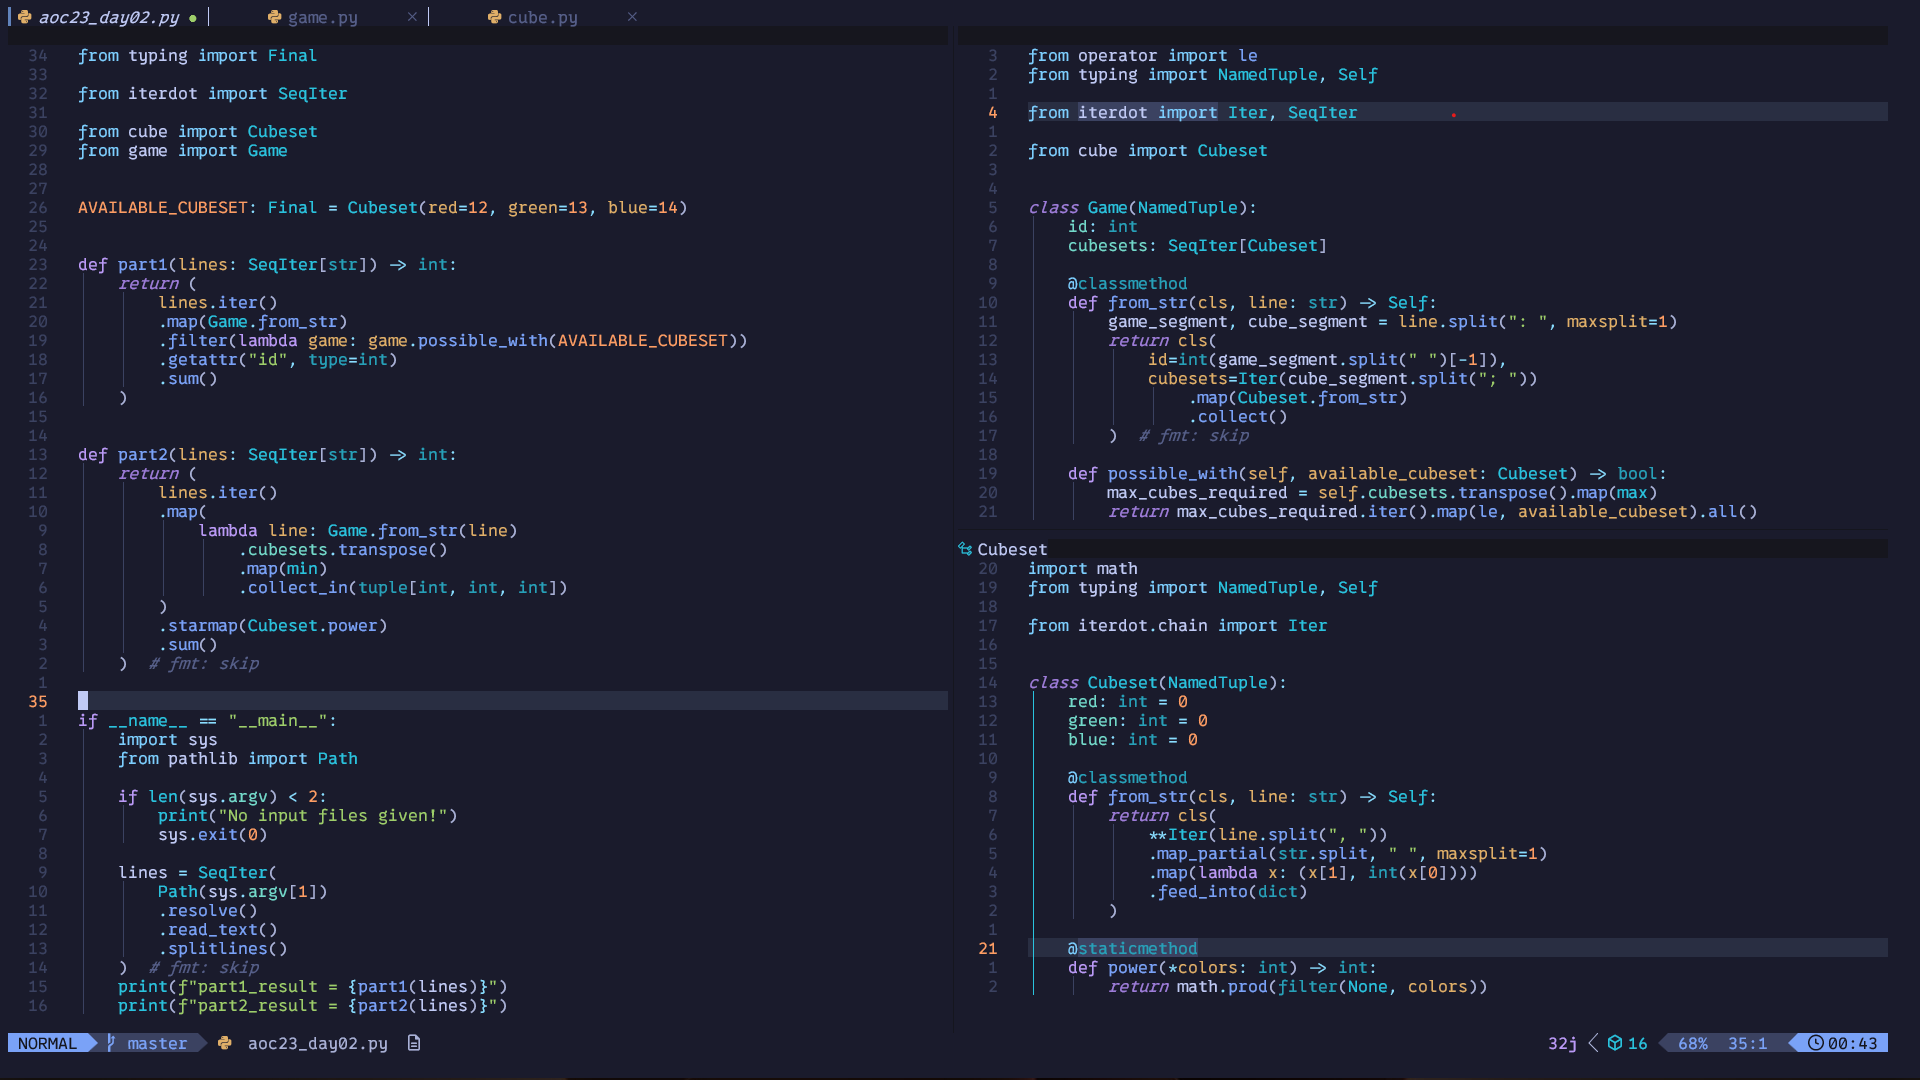 aoc23_day02.py ● game.py × cube.py ×
34 from typing import Final
33
32 from iterdot import SeqIter
31
30 from cube import Cubeset
29 from game import Game
28
27
26 AVAILABLE_CUBESET: Final = Cubeset(red=12, green=13, blue=14)
25
24
23 def part1(lines: SeqIter[str]) -> int:
22     return (
21         lines.iter()
20         .map(Game.from_str)
19         .filter(lambda game: game.possible_with(AVAILABLE_CUBESET))
18         .getattr("id", type=int)
17         .sum()
16     )
15
14
13 def part2(lines: SeqIter[str]) -> int:
12     return (
11         lines.iter()
10         .map(
9             lambda line: Game.from_str(line)
8                 .cubesets.transpose()
7                 .map(min)
6                 .collect_in(tuple[int, int, int])
5         )
4         .starmap(Cubeset.power)
3         .sum()
2     )  # fmt: skip
1
35
1 if __name__ == "__main__":
2     import sys
3     from pathlib import Path
4
5     if len(sys.argv) < 2:
6         print("No input files given!")
7         sys.exit(0)
8
9     lines = SeqIter(
10         Path(sys.argv[1])
11         .resolve()
12         .read_text()
13         .splitlines()
14     )  # fmt: skip
15     print(f"part1_result = {part1(lines)}")
16     print(f"part2_result = {part2(lines)}")
3 from operator import le
2 from typing import NamedTuple, Self
1
4 from iterdot import Iter, SeqIter
1
2 from cube import Cubeset
3
4
5 class Game(NamedTuple):
6     id: int
7     cubesets: SeqIter[Cubeset]
8
9     @classmethod
10     def from_str(cls, line: str) -> Self:
11         game_segment, cube_segment = line.split(": ", maxsplit=1)
12         return cls(
13             id=int(game_segment.split(" ")[-1]),
14             cubesets=Iter(cube_segment.split("; "))
15                 .map(Cubeset.from_str)
16                 .collect()
17         )  # fmt: skip
18
19     def possible_with(self, available_cubeset: Cubeset) -> bool:
20         max_cubes_required = self.cubesets.transpose().map(max)
21         return max_cubes_required.iter().map(le, available_cubeset).all()
Cubeset
20 import math
19 from typing import NamedTuple, Self
18
17 from iterdot.chain import Iter
16
15
14 class Cubeset(NamedTuple):
13     red: int = 0
12     green: int = 0
11     blue: int = 0
10
9     @classmethod
8     def from_str(cls, line: str) -> Self:
7         return cls(
6             **Iter(line.split(", "))
5             .map_partial(str.split, " ", maxsplit=1)
4             .map(lambda x: (x[1], int(x[0])))
3             .feed_into(dict)
2         )
1
21     @staticmethod
1     def power(*colors: int) -> int:
2         return math.prod(filter(None, colors))
NORMAL master aoc23_day02.py 32j 16 68% 35:1 00:43